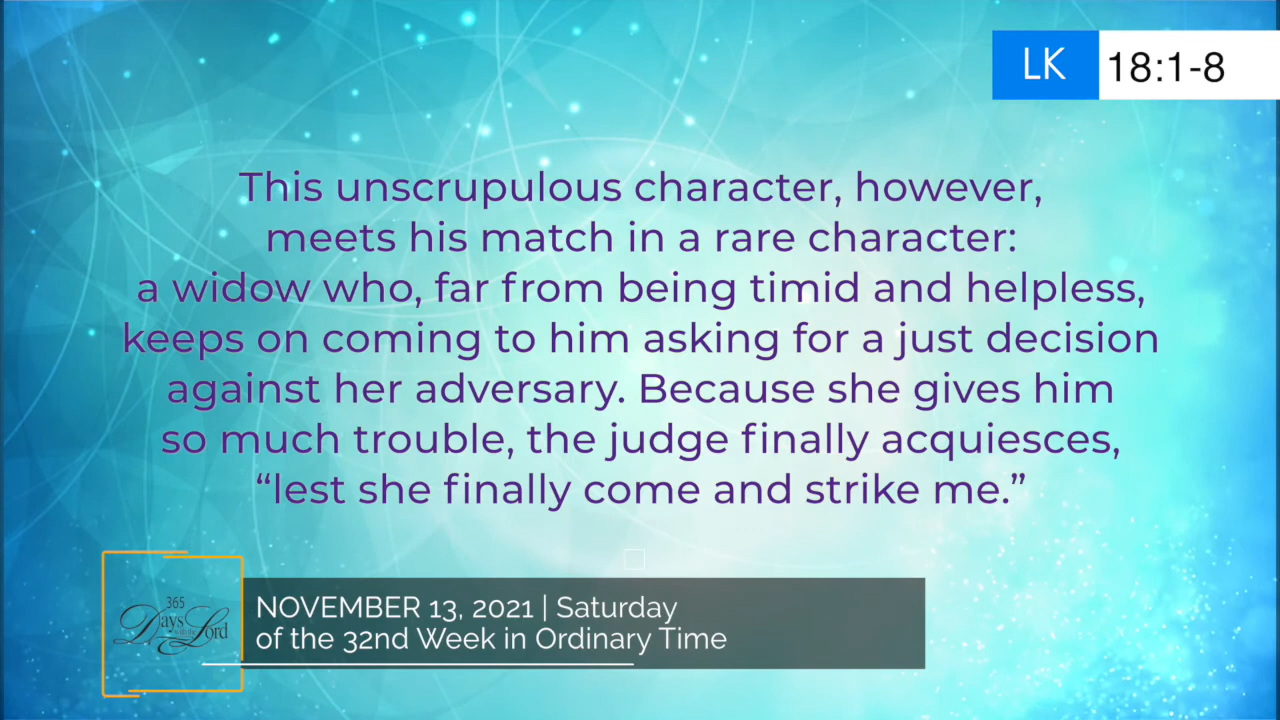 LK 18:1-8
This unscrupulous character, however,
meets his match in a rare character:
a widow who, far from being timid and helpless,
keeps on coming to him asking for a just decision
against her adversary. Because she gives him
so much trouble, the judge finally acquiesces,
“lest she finally come and strike me.”
365
Days with the Lord
NOVEMBER 13, 2021 | Saturday
of the 32nd Week in Ordinary Time